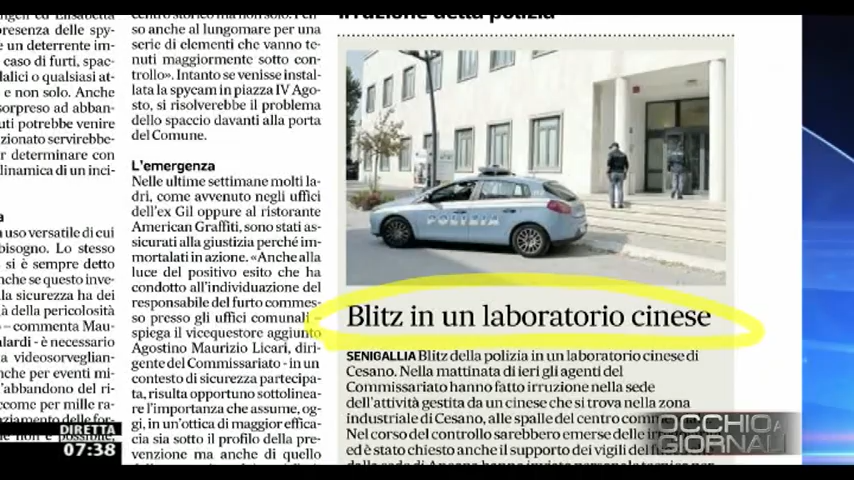 presenza delle spy-
e un deterrente im-
caso di furti, spac-
dalici o qualsiasi at-
e non solo. Anche
sorpreso ad abban-
uti potrebbe venire
zionato servirebbe-
er determinare con
dinamica di un inci-
uso versatile di cui
bisogno. Lo stesso
si è sempre detto
nche se questo inve-
la sicurezza ha dei
à della pericolosità
– commenta Mau-
alardi - è necessario
videosorveglian-
nche per eventi mi-
l'abbandono del ri-
ccome per mille ra-
so anche al lungomare per una
serie di elementi che vanno te-
nuti maggiormente sotto con-
trollo». Intanto se venisse instal-
lata la spycam in piazza IV Ago-
sto, si risolverebbe il problema
dello spaccio davanti alla porta
del Comune.
L'emergenza
Nelle ultime settimane molti la-
dri, come avvenuto negli uffici
dell'ex Gil oppure al ristorante
American Graffiti, sono stati as-
sicurati alla giustizia perché im-
mortalati in azione. «Anche alla
luce del positivo esito che ha
condotto all'individuazione del
responsabile del furto commes-
so presso gli uffici comunali –
spiega il vicequestore aggiunto
Agostino Maurizio Licari, diri-
gente del Commissariato - in un
contesto di sicurezza partecipa-
ta, risulta opportuno sottolinea-
re l'importanza che assume, og-
gi, in un'ottica di maggior effica-
cia sia sotto il profilo della pre-
venzione ma anche di quello
Irruzione della polizia
POLIZIA
Blitz in un laboratorio cinese
SENIGALLIA Blitz della polizia in un laboratorio cinese di
Cesano. Nella mattinata di ieri gli agenti del
Commissariato hanno fatto irruzione nella sede
dell'attività gestita da un cinese che si trova nella zona
industriale di Cesano, alle spalle del centro
Nel corso del controllo sarebbero emerse delle
ed è stato chiesto anche il supporto dei vigili del
OCCHIO AI
GIORNALI
DIRETTA
07:38